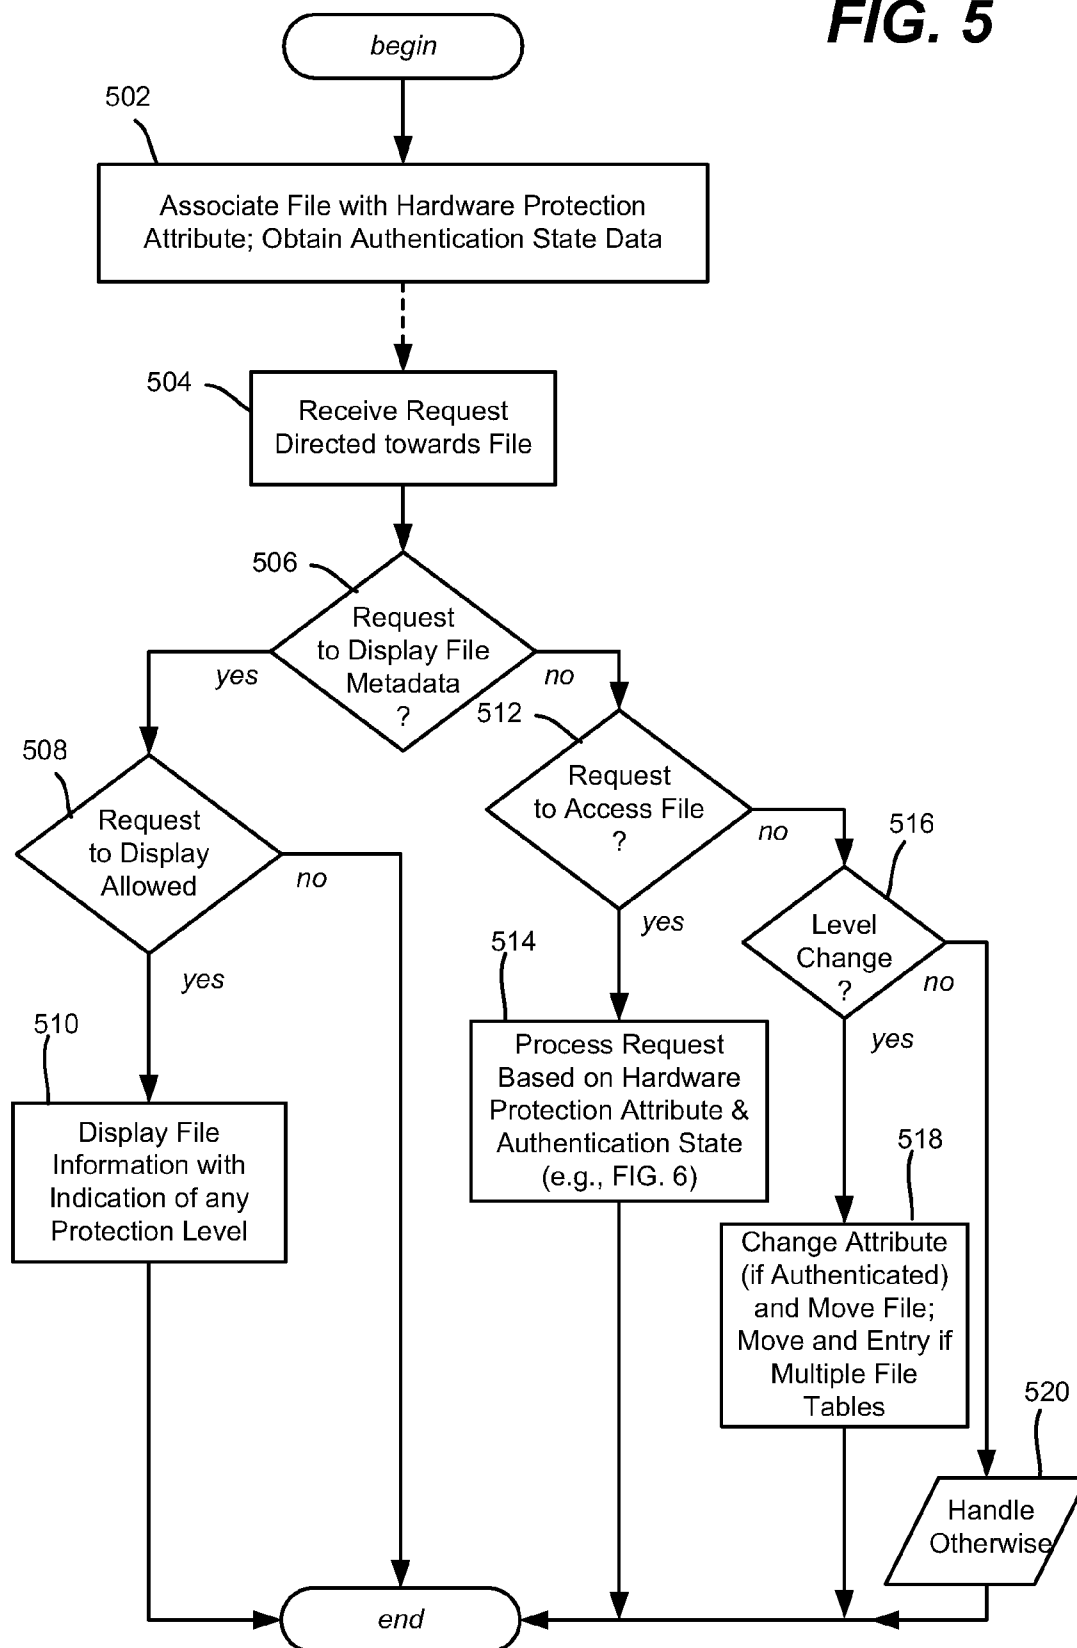 FIG. 5
begin
502
Associate File with Hardware Protection
Attribute; Obtain Authentication State Data
504
Receive Request
Directed towards File
506
Request
to Display File
Metadata
?
yes
no
512
Request
to Access File
?
no
yes
508
Request
to Display
Allowed
no
yes
516
Level
Change
?
no
yes
514
Process Request
Based on Hardware
Protection Attribute &
Authentication State
(e.g., FIG. 6)
510
Display File
Information with
Indication of any
Protection Level
518
Change Attribute
(if Authenticated)
and Move File;
Move and Entry if
Multiple File
Tables
520
Handle
Otherwise
end